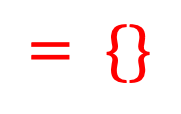 = {}